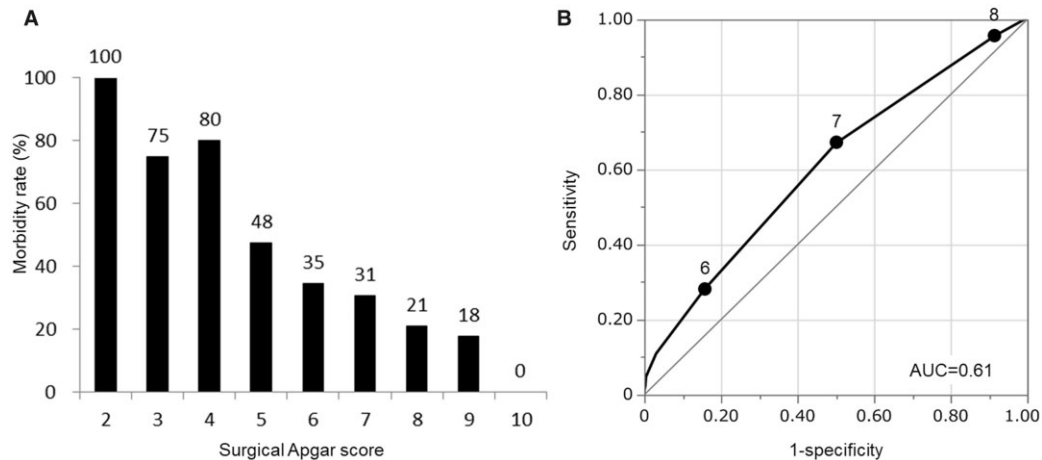 A
Morbidity rate (%)
100
80
60
40
20
0
100
75
80
48
35
31
21
18
0
2 3 4 5 6 7 8 9 10
Surgical Apgar score
B
Sensitivity
1.00
0.80
0.60
0.40
0.20
0
8
7
6
AUC=0.61
0 0.20 0.40 0.60 0.80 1.00
1-specificity